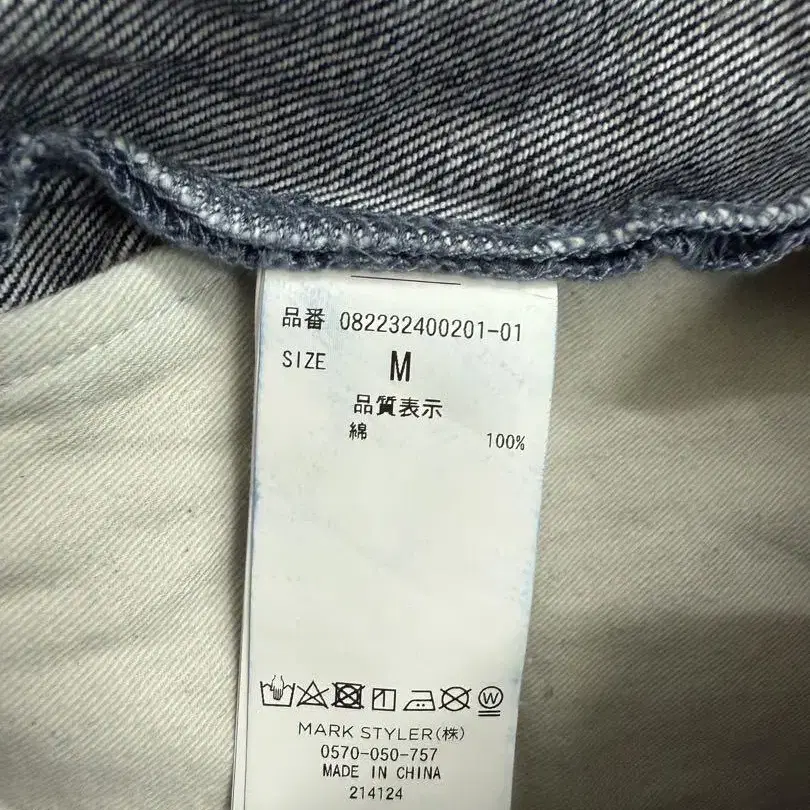 品番 082232400201-01
SIZE M
品質表示
綿 100%
W
MARK STYLER(株)
0570-050-757
MADE IN CHINA
214124